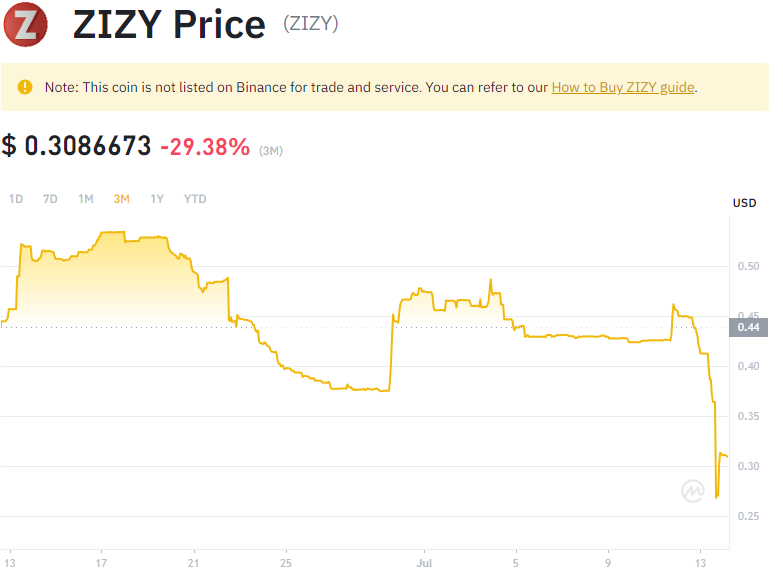 Z
ZIZY Price (ZIZY)
Note: This coin is not listed on Binance for trade and service. You can refer to our How to Buy ZIZY guide.
$ 0.3086673 -29.38% (3M)
1D 7D 1M 3M 1Y YTD
USD
0.50
0.45
0.44
0.40
0.35
0.30
0.25
13 17 21 25 Jul 5 9 13